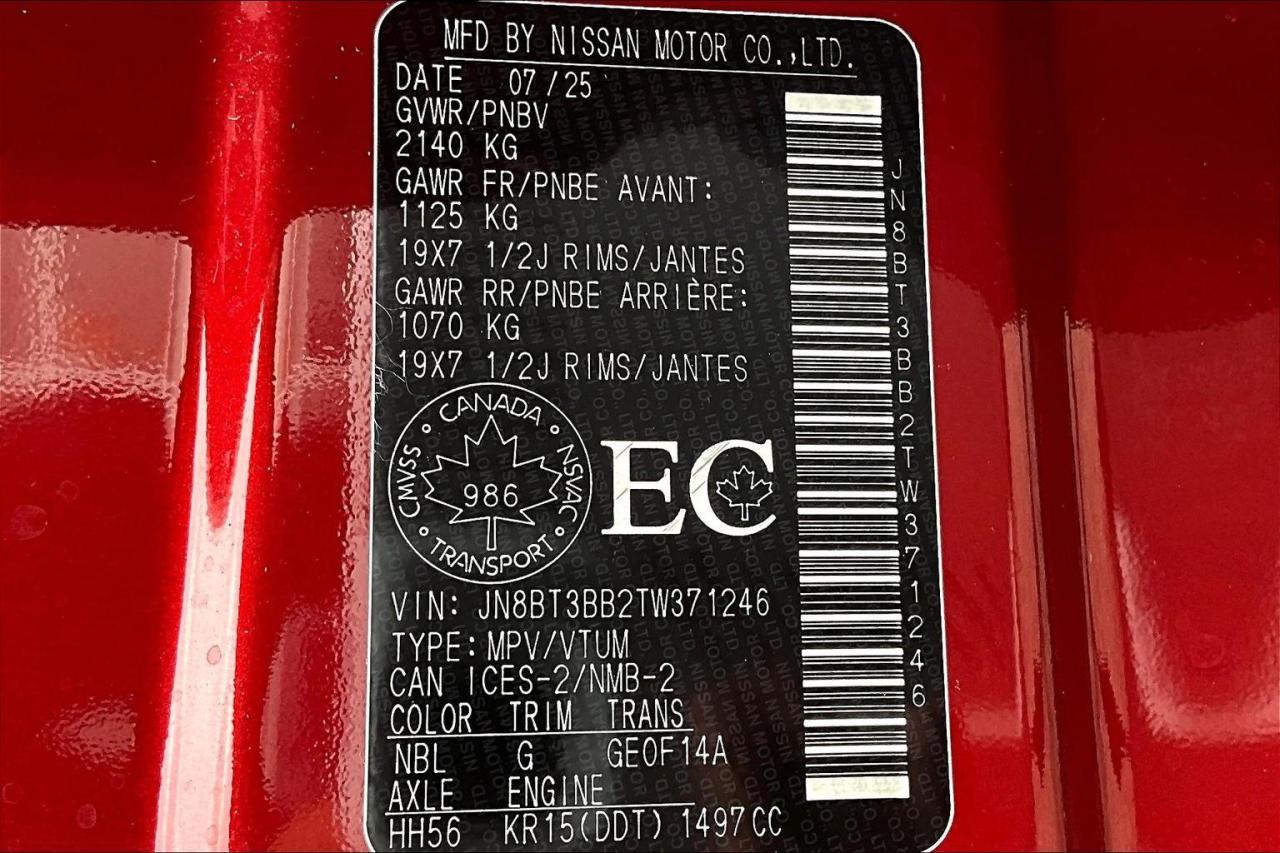 MFD BY NISSAN MOTOR CO.,LTD.
DATE 07/25
GVWR/PNBV
2140 KG
GAWR FR/PNBE AVANT:
1125 KG
19X7 1/2J RIMS/JANTES
GAWR RR/PNBE ARRIÈRE:
1070 KG
19X7 1/2J RIMS/JANTES
CANADA
CMVSS NSVAC
986
TRANSPORT
EC
VIN: JN8BT3BB2TW371246
TYPE: MPV/VTUM
CAN ICES-2/NMB-2
COLOR TRIM TRANS
NBL G GEOF14A
AXLE ENGINE
HH56 KR15(DDT) 1497CC
JN8BT3BB2TW371246